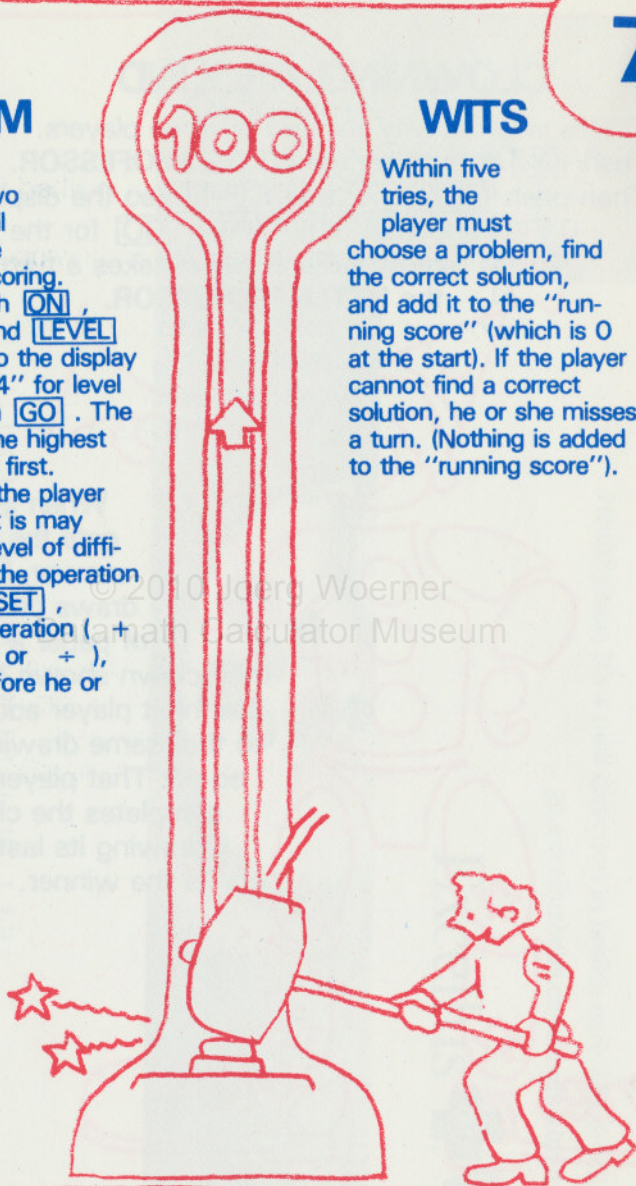 7
M
100
WITS
Within five
tries, the
player must
choose a problem, find
the correct solution,
and add it to the "run-
ning score" (which is 0
at the start). If the player
cannot find a correct
solution, he or she misses
a turn. (Nothing is added
to the "running score").
wo
e
coring.
h ON ,
nd LEVEL
o the display
4" for level
GO . The
he highest
first.
the player
t is may
evel of diffi-
the operation
SET ,
eration ( +
or ÷ ),
fore he or
© 2010 Joerg Woerner
Datamath Calculator Museum